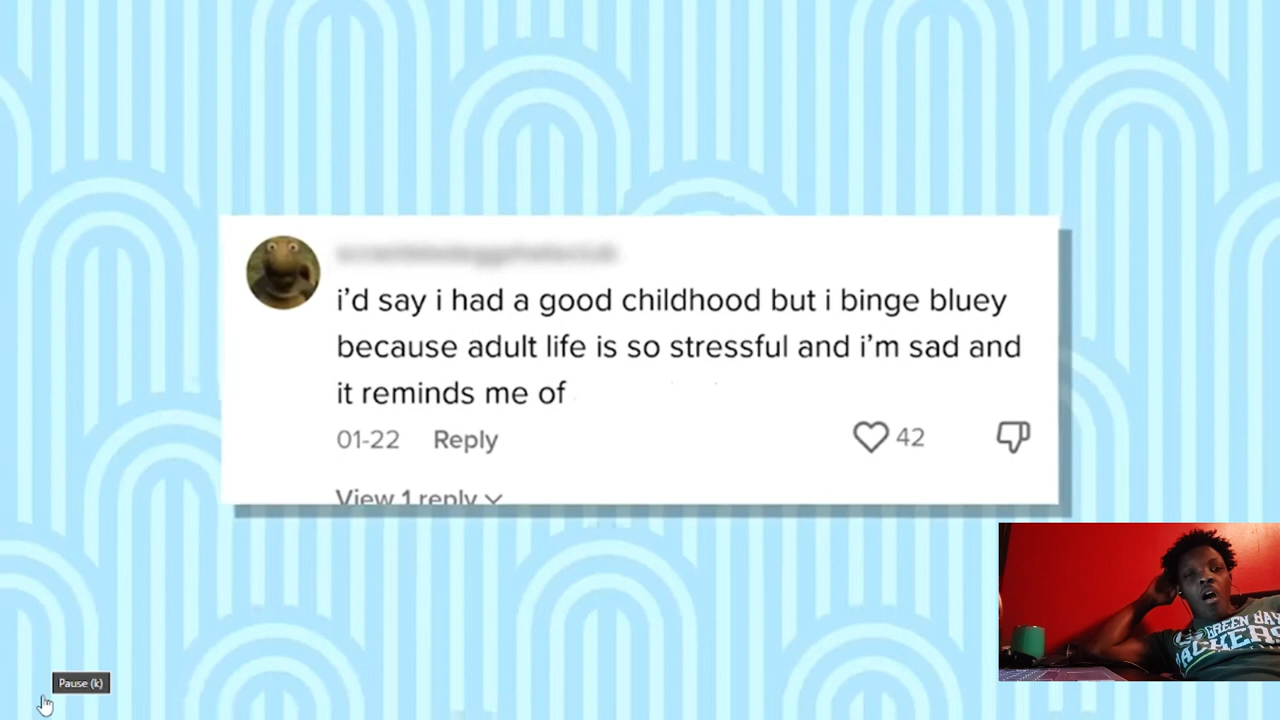 i'd say i had a good childhood but i binge bluey
because adult life is so stressful and i'm sad and
it reminds me of
01-22 Reply
42
View 1 reply
Pause (k)
GREEN BAY
PACKERS